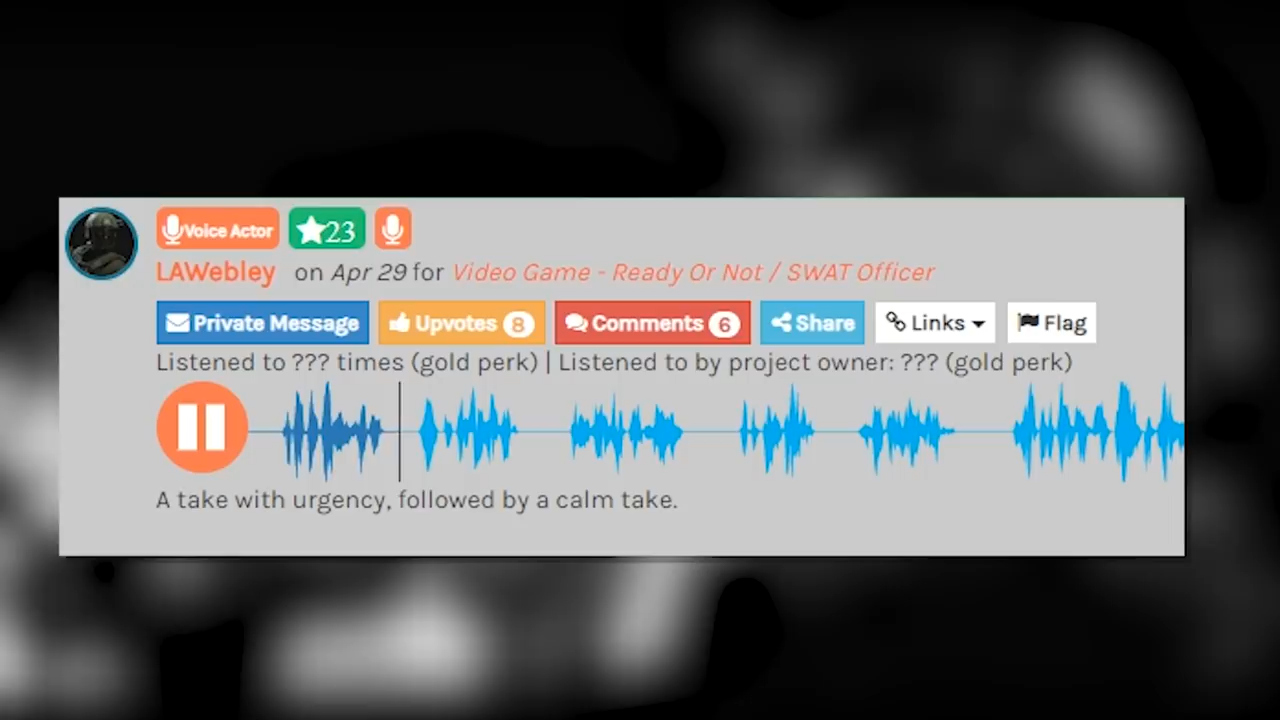 Voice Actor 23
LAWebley on Apr 29 for Video Game - Ready Or Not / SWAT Officer
Private Message Upvotes 8 Comments 6 Share Links Flag
Listened to ??? times (gold perk) | Listened to by project owner: ??? (gold perk)
A take with urgency, followed by a calm take.